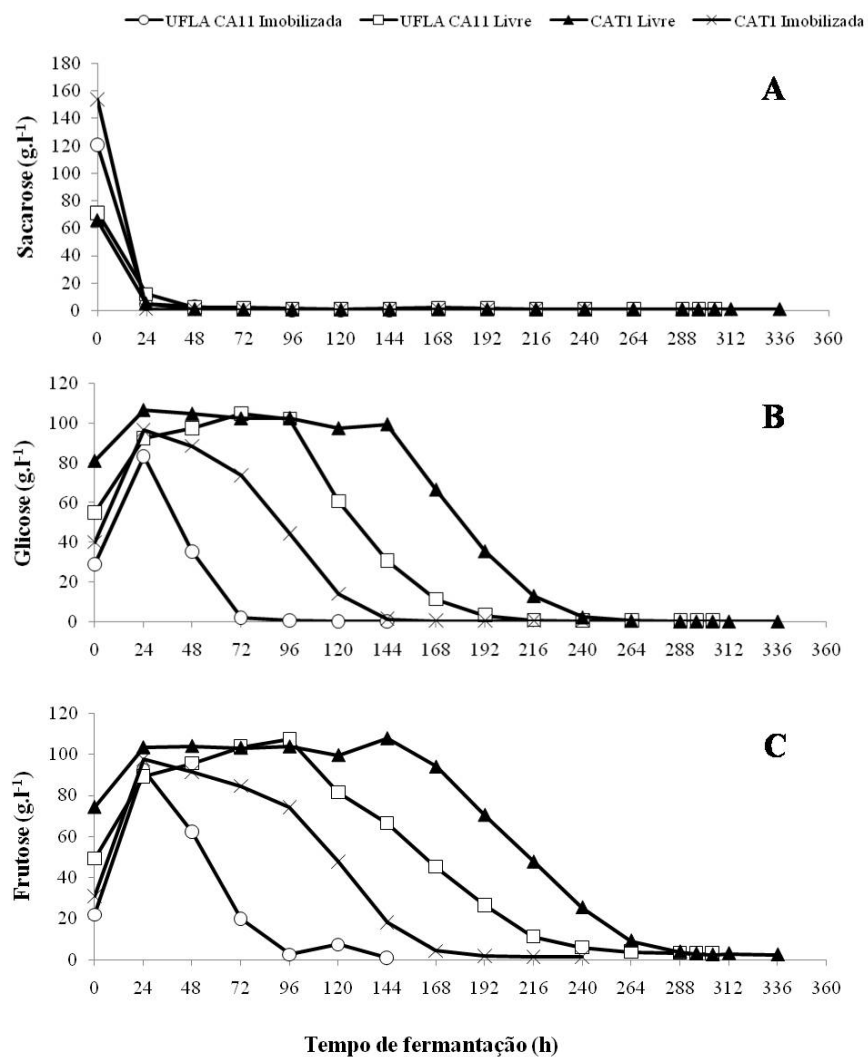 UFLA CA11 Imobilizada UFLA CA11 Livre CAT1 Livre CAT1 Imobilizada
A
Sacarose (g.l⁻¹)
180
160
140
120
100
80
60
40
20
0
0 24 48 72 96 120 144 168 192 216 240 264 288 312 336 360
B
Glicose (g.l⁻¹)
120
100
80
60
40
20
0
0 24 48 72 96 120 144 168 192 216 240 264 288 312 336 360
C
Frutose (g.l⁻¹)
120
100
80
60
40
20
0
0 24 48 72 96 120 144 168 192 216 240 264 288 312 336 360
Tempo de fermantação (h)